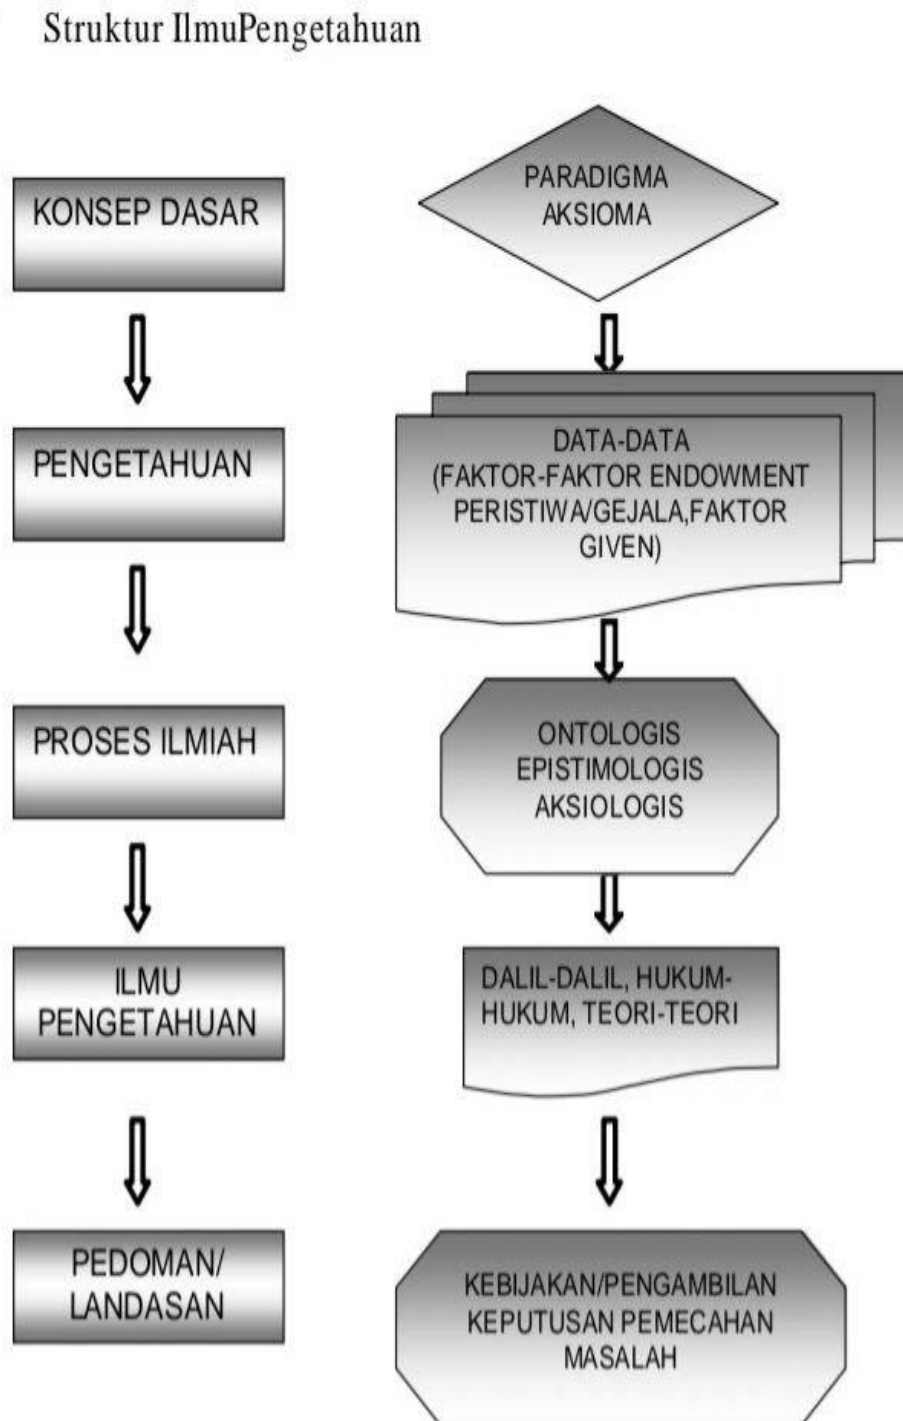 Struktur IlmuPengetahuan
KONSEP DASAR
PARADIGMA
AKSIOMA
PENGETAHUAN
DATA-DATA
(FAKTOR-FAKTOR ENDOWMENT
PERISTIWA/GEJALA,FAKTOR
GIVEN)
PROSES ILMIAH
ONTOLOGIS
EPISTIMOLOGIS
AKSIOLOGIS
ILMU
PENGETAHUAN
DALIL-DALIL, HUKUM-
HUKUM, TEORI-TEORI
PEDOMAN/
LANDASAN
KEBIJAKAN/PENGAMBILAN
KEPUTUSAN PEMECAHAN
MASALAH